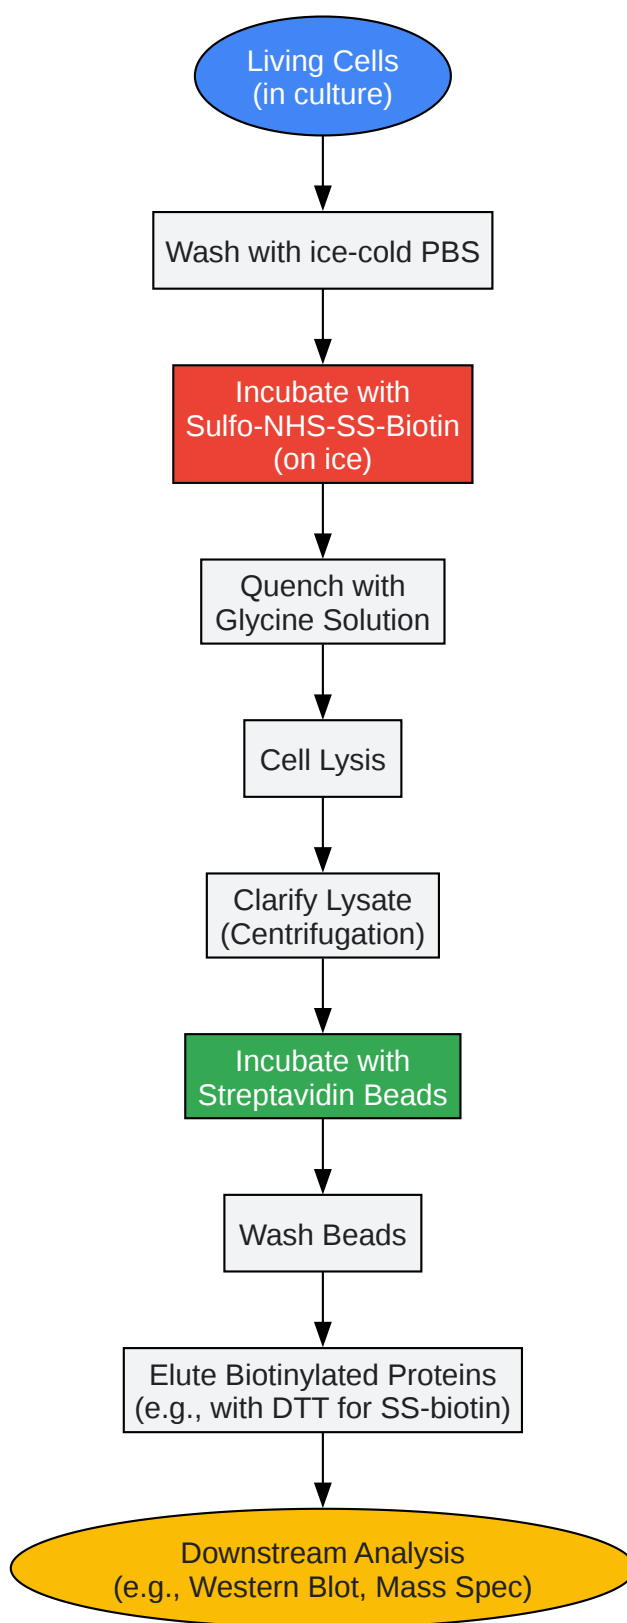 Living Cells
(in culture)
Wash with ice-cold PBS
Incubate with
Sulfo-NHS-SS-Biotin
(on ice)
Quench with
Glycine Solution
Cell Lysis
Clarify Lysate
(Centrifugation)
Incubate with
Streptavidin Beads
Wash Beads
Elute Biotinylated Proteins
(e.g., with DTT for SS-biotin)
Downstream Analysis
(e.g., Western Blot, Mass Spec)